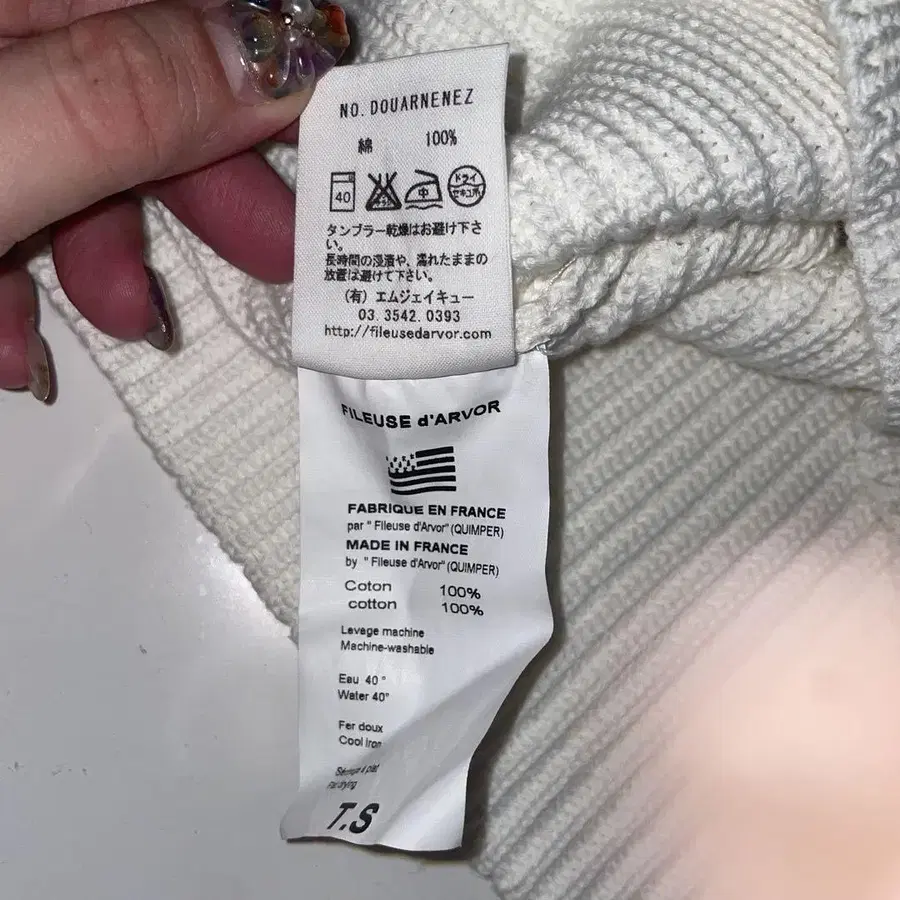 NO. DOUARNENEZ
綿 100%
40 中 ドライ
セキユ系
タンブラー乾燥はお避け下さ
い。
長時間の浸漬や、濡れたままの
放置は避けて下さい。
(有) エムジェイキュー
03.3542.0393
http://fileusedarvor.com
FILEUSE d'ARVOR
FABRIQUE EN FRANCE
par " Fileuse d'Arvor" (QUIMPER)
MADE IN FRANCE
by " Fileuse d'Arvor" (QUIMPER)
Coton 100%
cotton 100%
Lavage machine
Machine-washable
Eau 40°
Water 40°
Fer doux
Cool Iron
drying
T.S